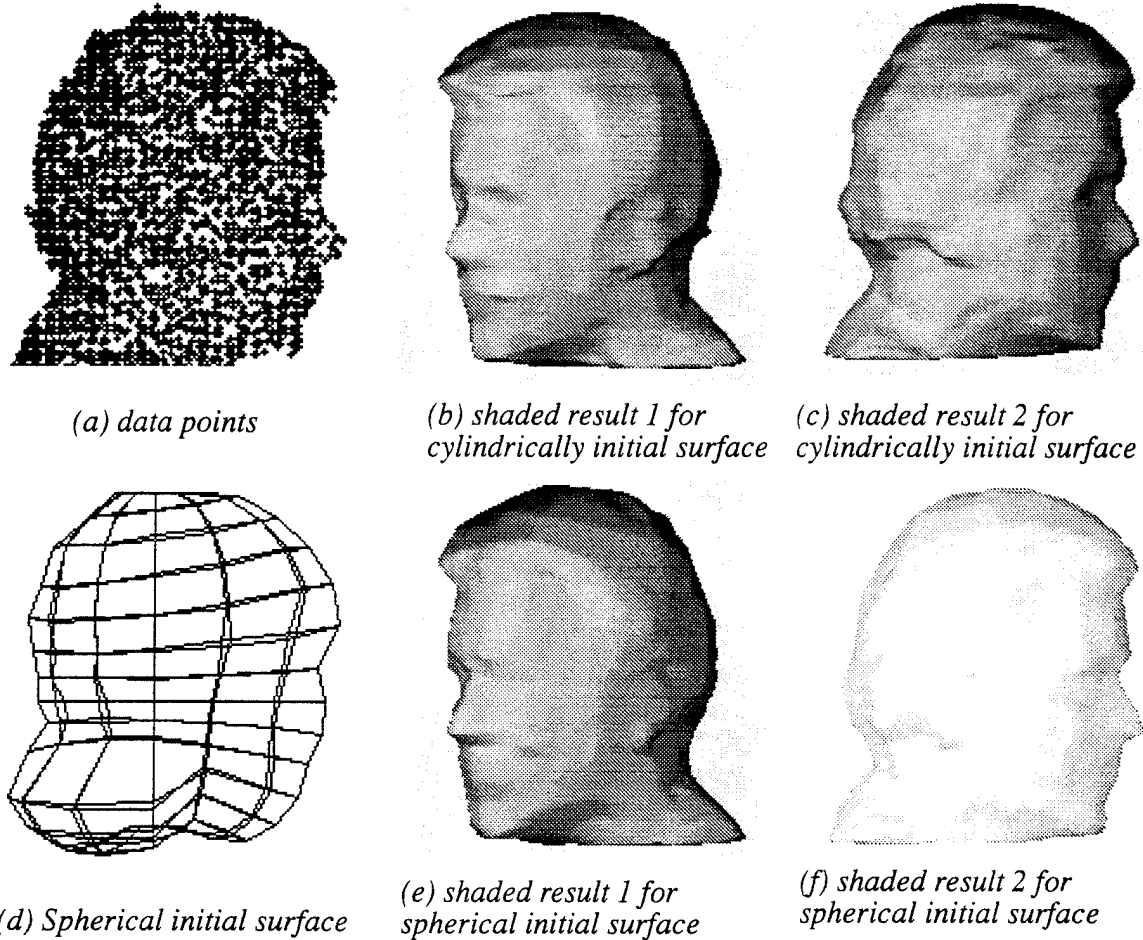 (a) data points
(b) shaded result 1 for
cylindrically initial surface
(c) shaded result 2 for
cylindrically initial surface
(d) Spherical initial surface
(e) shaded result 1 for
spherical initial surface
(f) shaded result 2 for
spherical initial surface